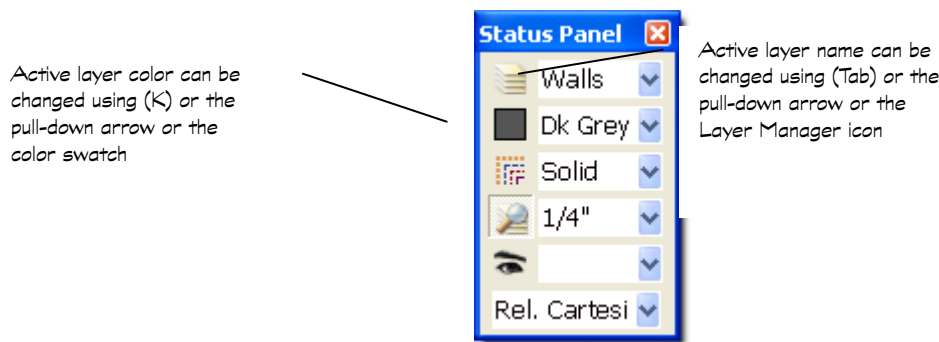 Active layer color can be
changed using (K) or the
pull-down arrow or the
color swatch
Status Panel
Walls
Dk Grey
Solid
1/4"
Rel. Cartesi
Active layer name can be
changed using (Tab) or the
pull-down arrow or the
Layer Manager icon